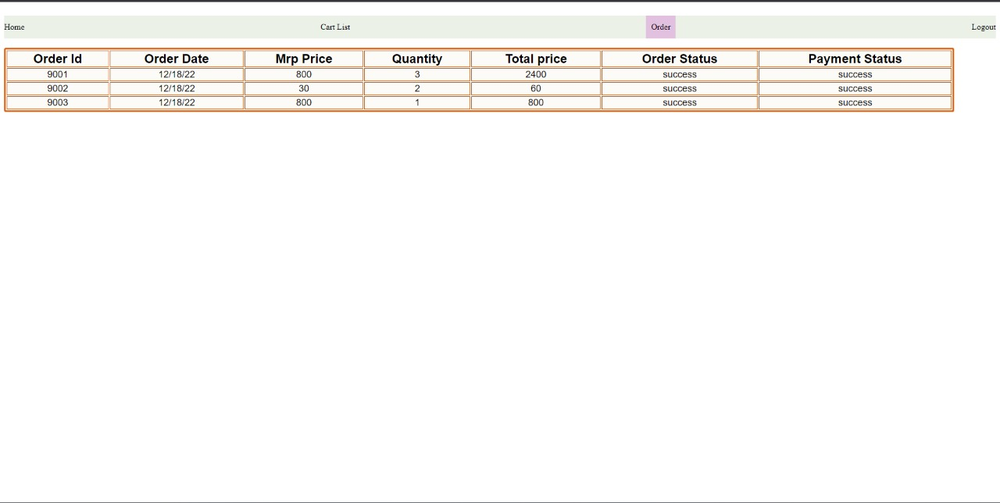 Home Cart List Order Logout
Order Id Order Date Mrp Price Quantity Total price Order Status Payment Status
9001 12/18/22 800 3 2400 success success
9002 12/18/22 30 2 60 success success
9003 12/18/22 800 1 800 success success